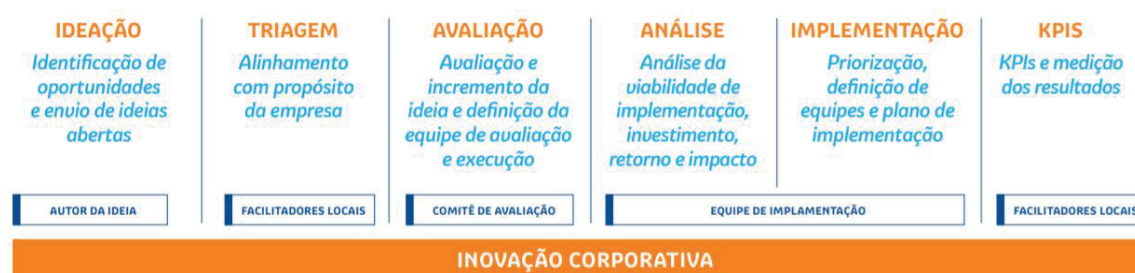 IDEAÇÃO
Identificação de
oportunidades
e envio de ideias
abertas
AUTOR DA IDEIA
TRIAGEM
Alinhamento
com propósito
da empresa
FACILITADORES LOCAIS
AVALIAÇÃO
Avaliação e
incremento da
ideia e definição da
equipe de avaliação
e execução
COMITÊ DE AVALIAÇÃO
ANÁLISE
Análise da
viabilidade de
implementação,
investimento,
retorno e impacto
IMPLEMENTAÇÃO
Priorização,
definição de
equipes e plano de
implementação
EQUIPE DE IMPLAMENTAÇÃO
KPIS
KPIs e medição
dos resultados
FACILITADORES LOCAIS
INOVAÇÃO CORPORATIVA